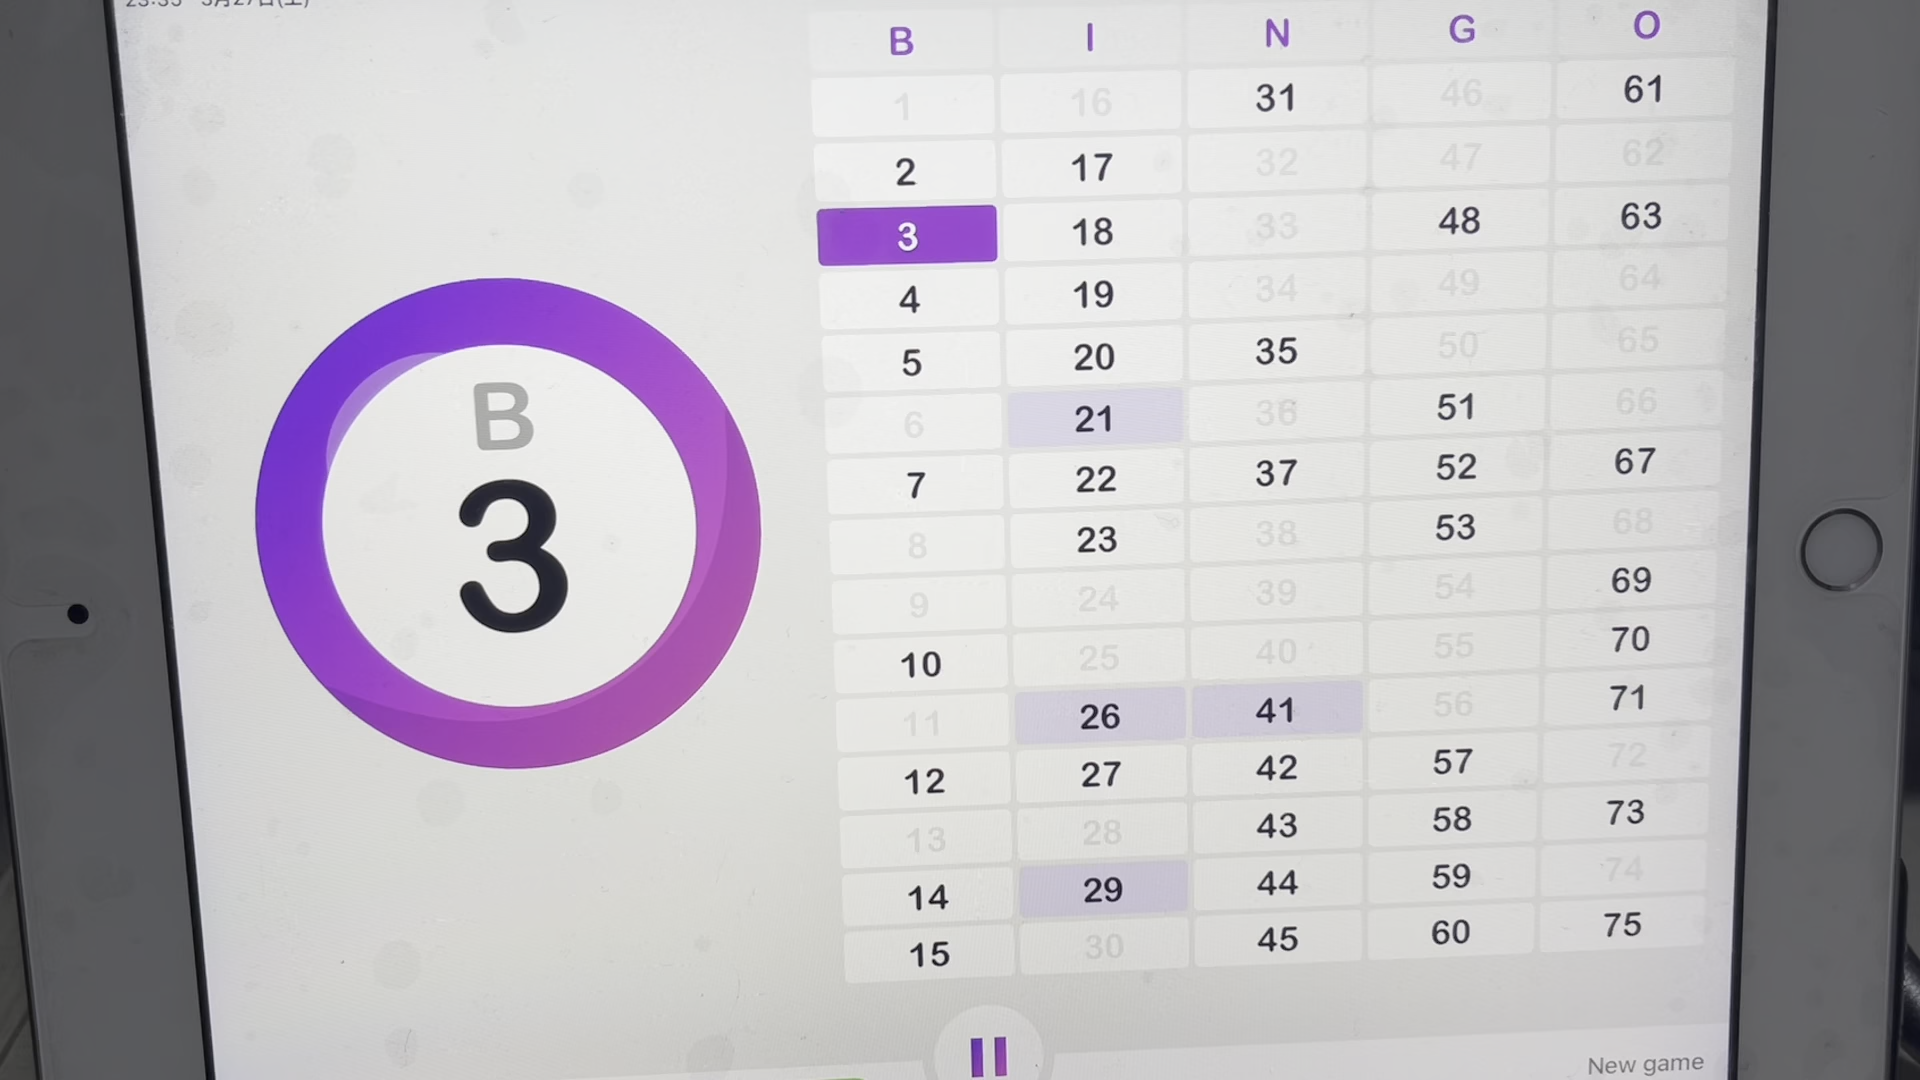 B I N G O
1 16 31 46 61
2 17 32 47 62
3 18 33 48 63
4 19 34 49 64
5 20 35 50 65
6 21 36 51 66
7 22 37 52 67
8 23 38 53 68
9 24 39 54 69
10 25 40 55 70
11 26 41 56 71
12 27 42 57 72
13 28 43 58 73
14 29 44 59 74
15 30 45 60 75
B
3
New game